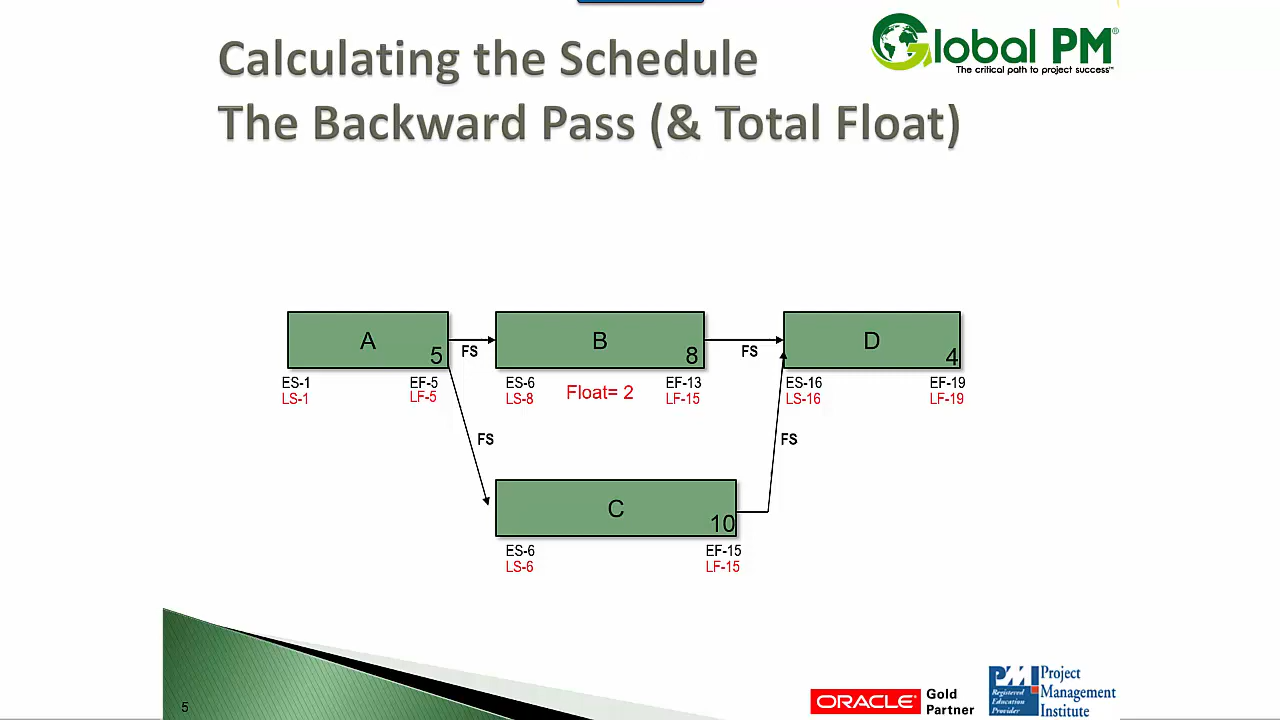 Calculating the Schedule
The Backward Pass (& Total Float)
Global PM®
The critical path to project success™
A
5
FS
B
8
FS
D
4
ES-1
LS-1
EF-5
LF-5
ES-6
LS-8
Float= 2
EF-13
LF-15
ES-16
LS-16
EF-19
LF-19
FS
FS
C
10
ES-6
LS-6
EF-15
LF-15
5
ORACLE®
Gold
Partner
PMI
Registered
Education
Provider
Project
Management
Institute